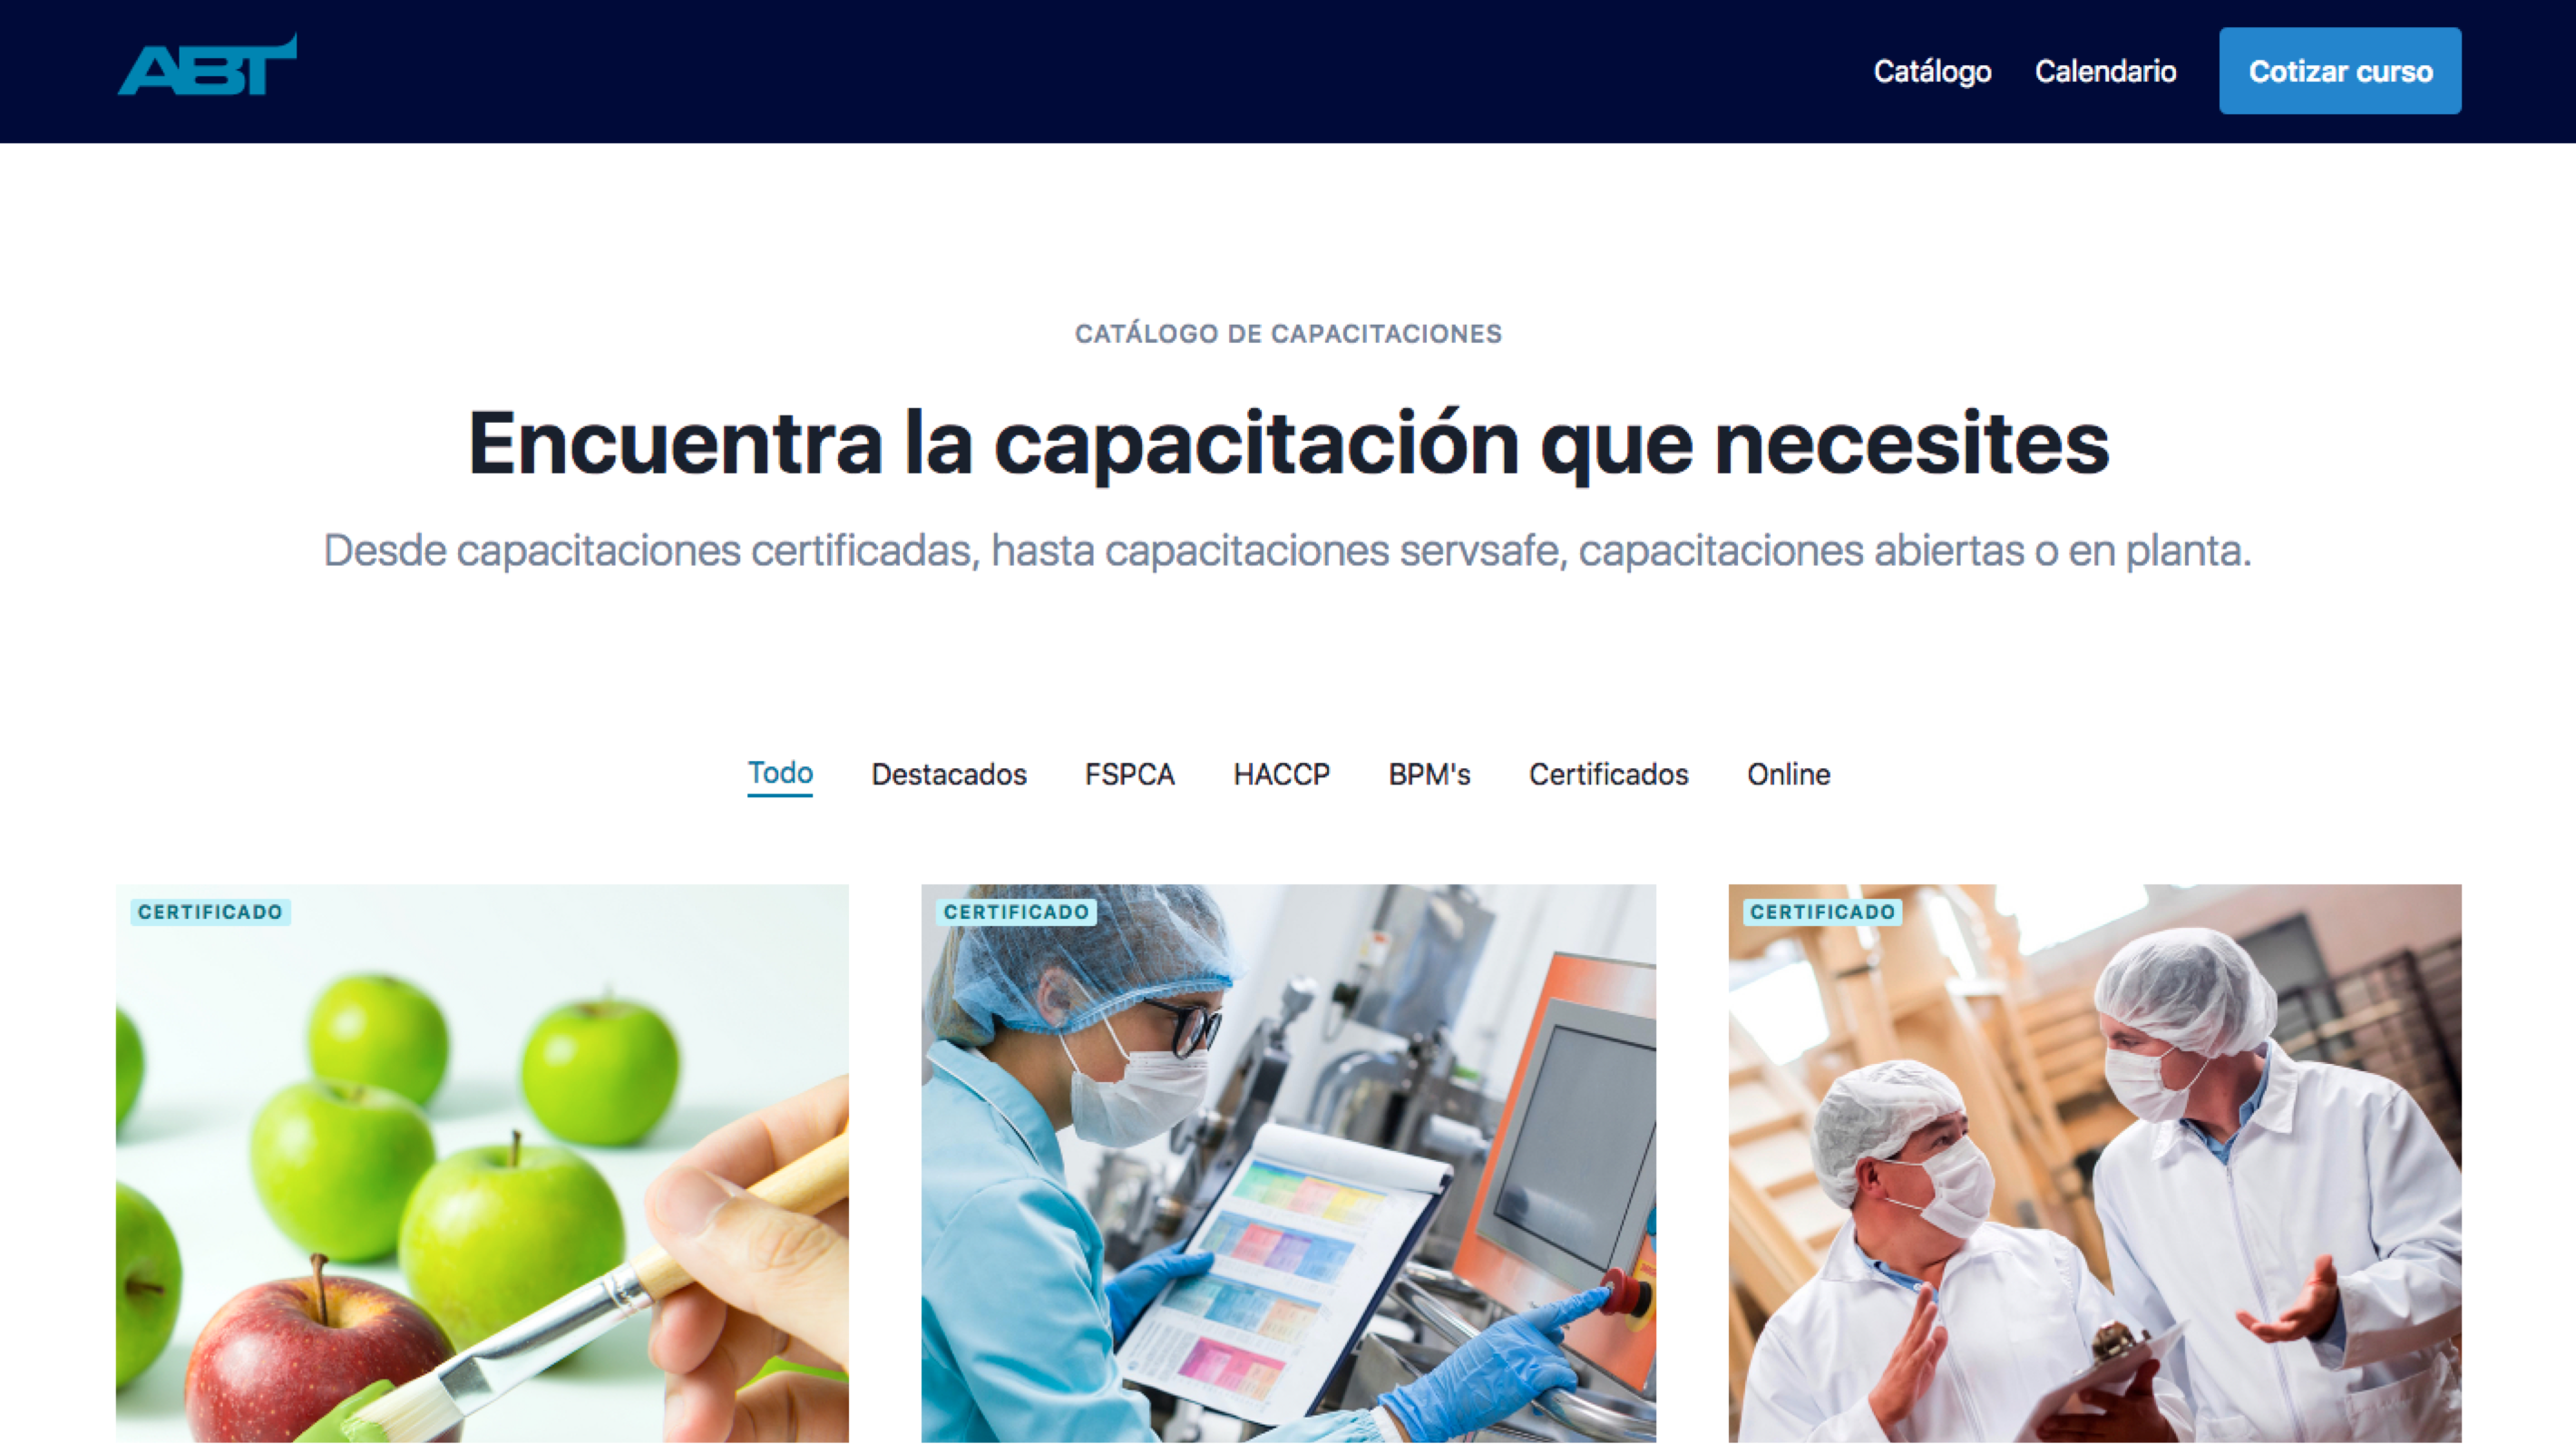 ABT
Catálogo
Calendario
Cotizar curso
CATÁLOGO DE CAPACITACIONES
Encuentra la capacitación que necesites
Desde capacitaciones certificadas, hasta capacitaciones servsafe, capacitaciones abiertas o en planta.
Todo
Destacados
FSPCA
HACCP
BPM's
Certificados
Online
CERTIFICADO
CERTIFICADO
CERTIFICADO